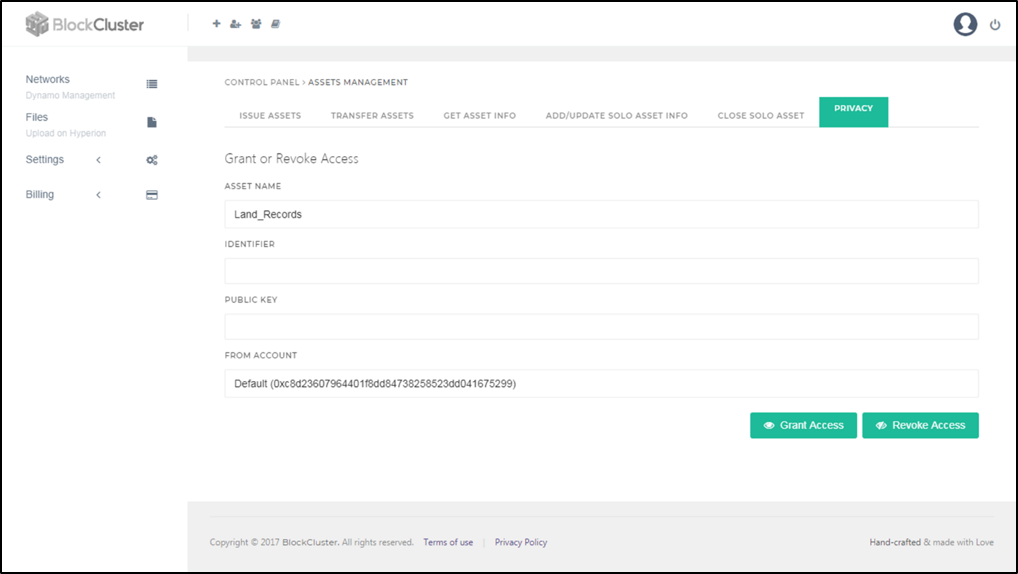 BlockCluster
Networks
Dynamo Management
Files
Upload on Hyperion
Settings
Billing
CONTROL PANEL > ASSETS MANAGEMENT
ISSUE ASSETS TRANSFER ASSETS GET ASSET INFO ADD/UPDATE SOLO ASSET INFO CLOSE SOLO ASSET PRIVACY
Grant or Revoke Access
ASSET NAME
Land_Records
IDENTIFIER
PUBLIC KEY
FROM ACCOUNT
Default (0xc8d23607964401f8dd84738258523dd041675299)
Grant Access Revoke Access
Copyright © 2017 BlockCluster. All rights reserved. Terms of use | Privacy Policy Hand-crafted & made with Love